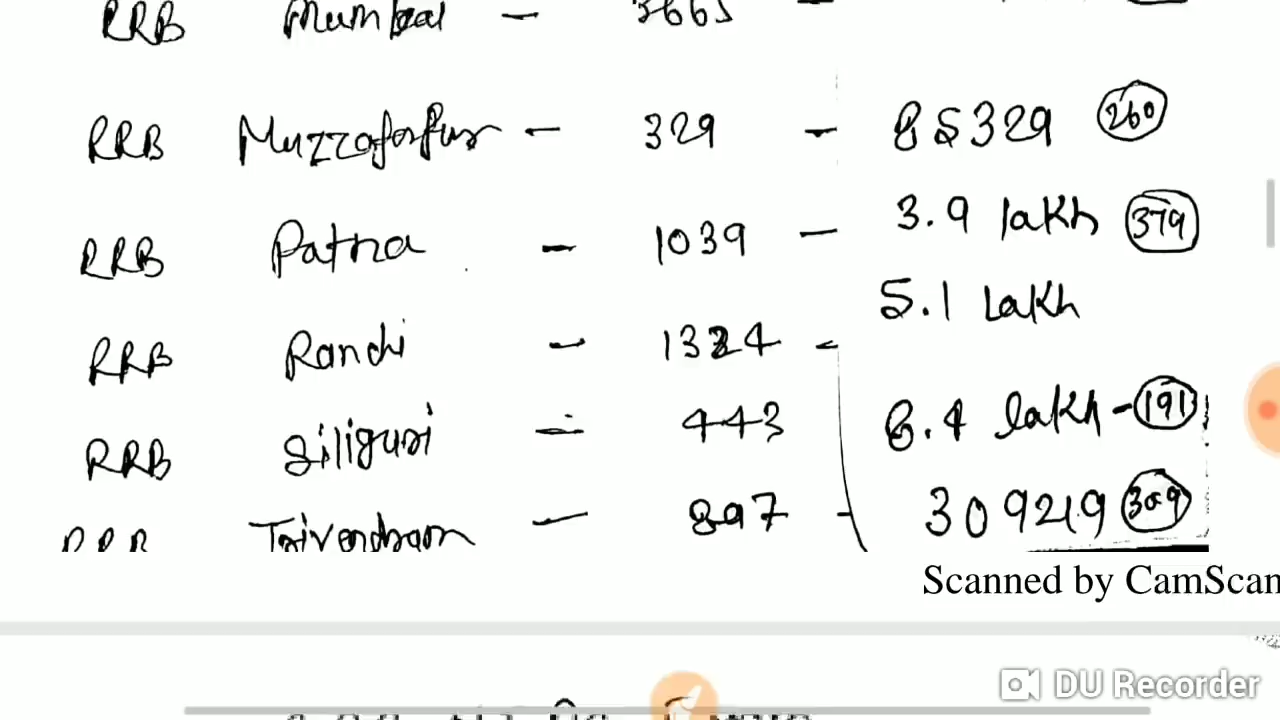 RRB Mumbai - 3665 -
RRB Muzzafarfur - 329 - 85329 (260)
RRB Patna - 1039 - 3.9 lakh (379)
RRB Ranchi - 1324 - 5.1 Lakh
RRB Siliguri - 443 8.4 lakh - (191)
RRB Trivendram - 897 - 309219 (309)
Scanned by CamScan
DU Recorder